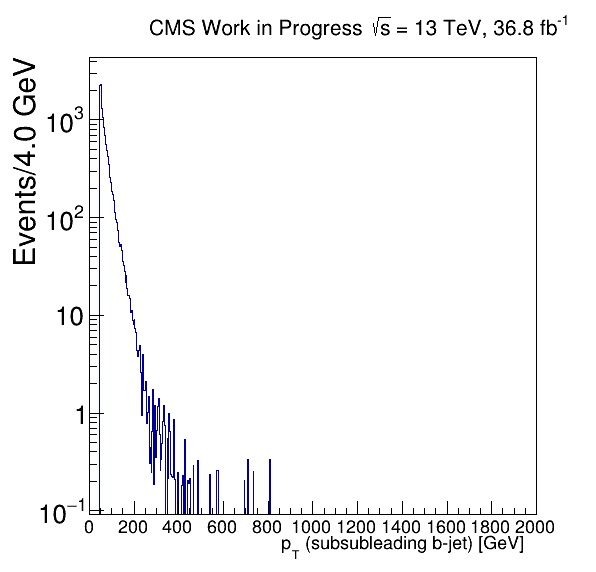 CMS Work in Progress √s = 13 TeV, 36.8 fb⁻¹
Events/4.0 GeV
10³
10²
10
1
10⁻¹
0 200 400 600 800 1000 1200 1400 1600 1800 2000
p_T (subsubleading b-jet) [GeV]